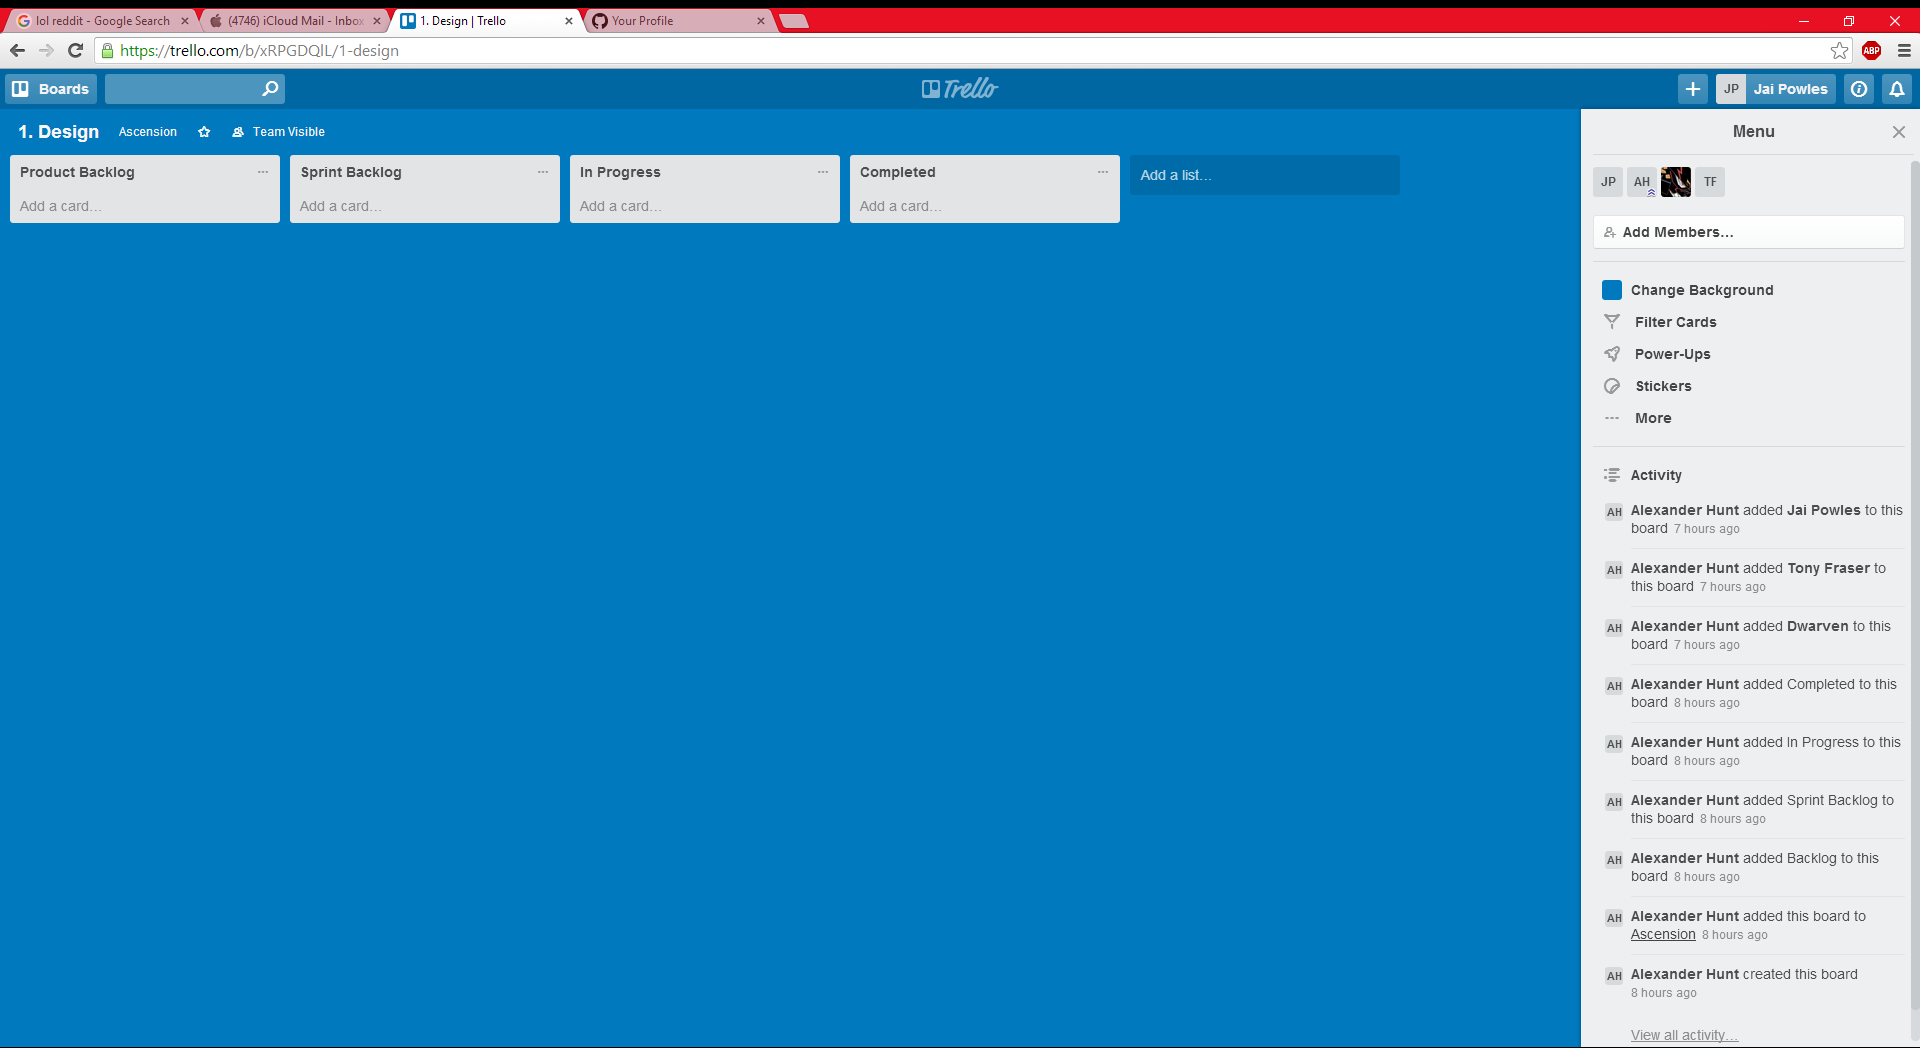 lol reddit - Google Search
(4746) iCloud Mail - Inbox
1. Design | Trello
Your Profile
https://trello.com/b/xRPGDQlL/1-design
ABP
Boards
Trello
JP Jai Powles
1. Design Ascension Team Visible
Product Backlog
Add a card…
Sprint Backlog
Add a card…
In Progress
Add a card…
Completed
Add a card…
Add a list…
Menu
JP AH TF
Add Members…
Change Background
Filter Cards
Power-Ups
Stickers
More
Activity
AH Alexander Hunt added Jai Powles to this
board 7 hours ago
AH Alexander Hunt added Tony Fraser to
this board 7 hours ago
AH Alexander Hunt added Dwarven to this
board 7 hours ago
AH Alexander Hunt added Completed to this
board 8 hours ago
AH Alexander Hunt added In Progress to this
board 8 hours ago
AH Alexander Hunt added Sprint Backlog to
this board 8 hours ago
AH Alexander Hunt added Backlog to this
board 8 hours ago
AH Alexander Hunt added this board to
Ascension 8 hours ago
AH Alexander Hunt created this board
8 hours ago
View all activity…